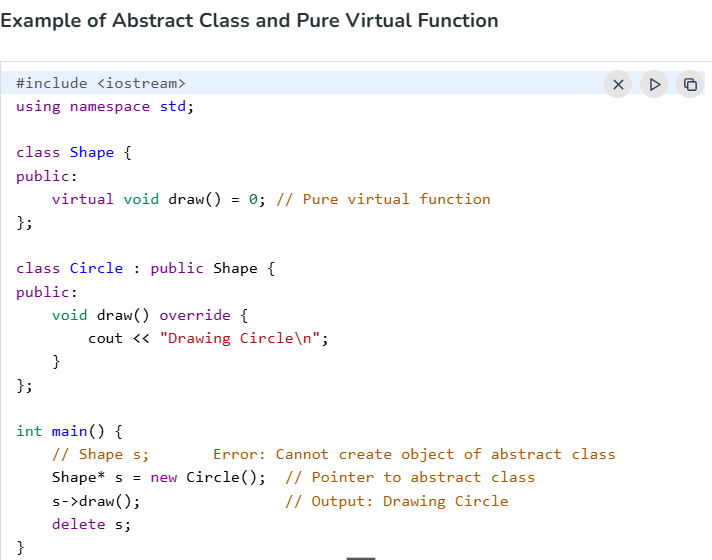 Example of Abstract Class and Pure Virtual Function
#include <iostream>
using namespace std;
class Shape {
public:
    virtual void draw() = 0; // Pure virtual function
};
class Circle : public Shape {
public:
    void draw() override {
        cout << "Drawing Circle\n";
    }
};
int main() {
    // Shape s;       Error: Cannot create object of abstract class
    Shape* s = new Circle();  // Pointer to abstract class
    s->draw();                // Output: Drawing Circle
    delete s;
}